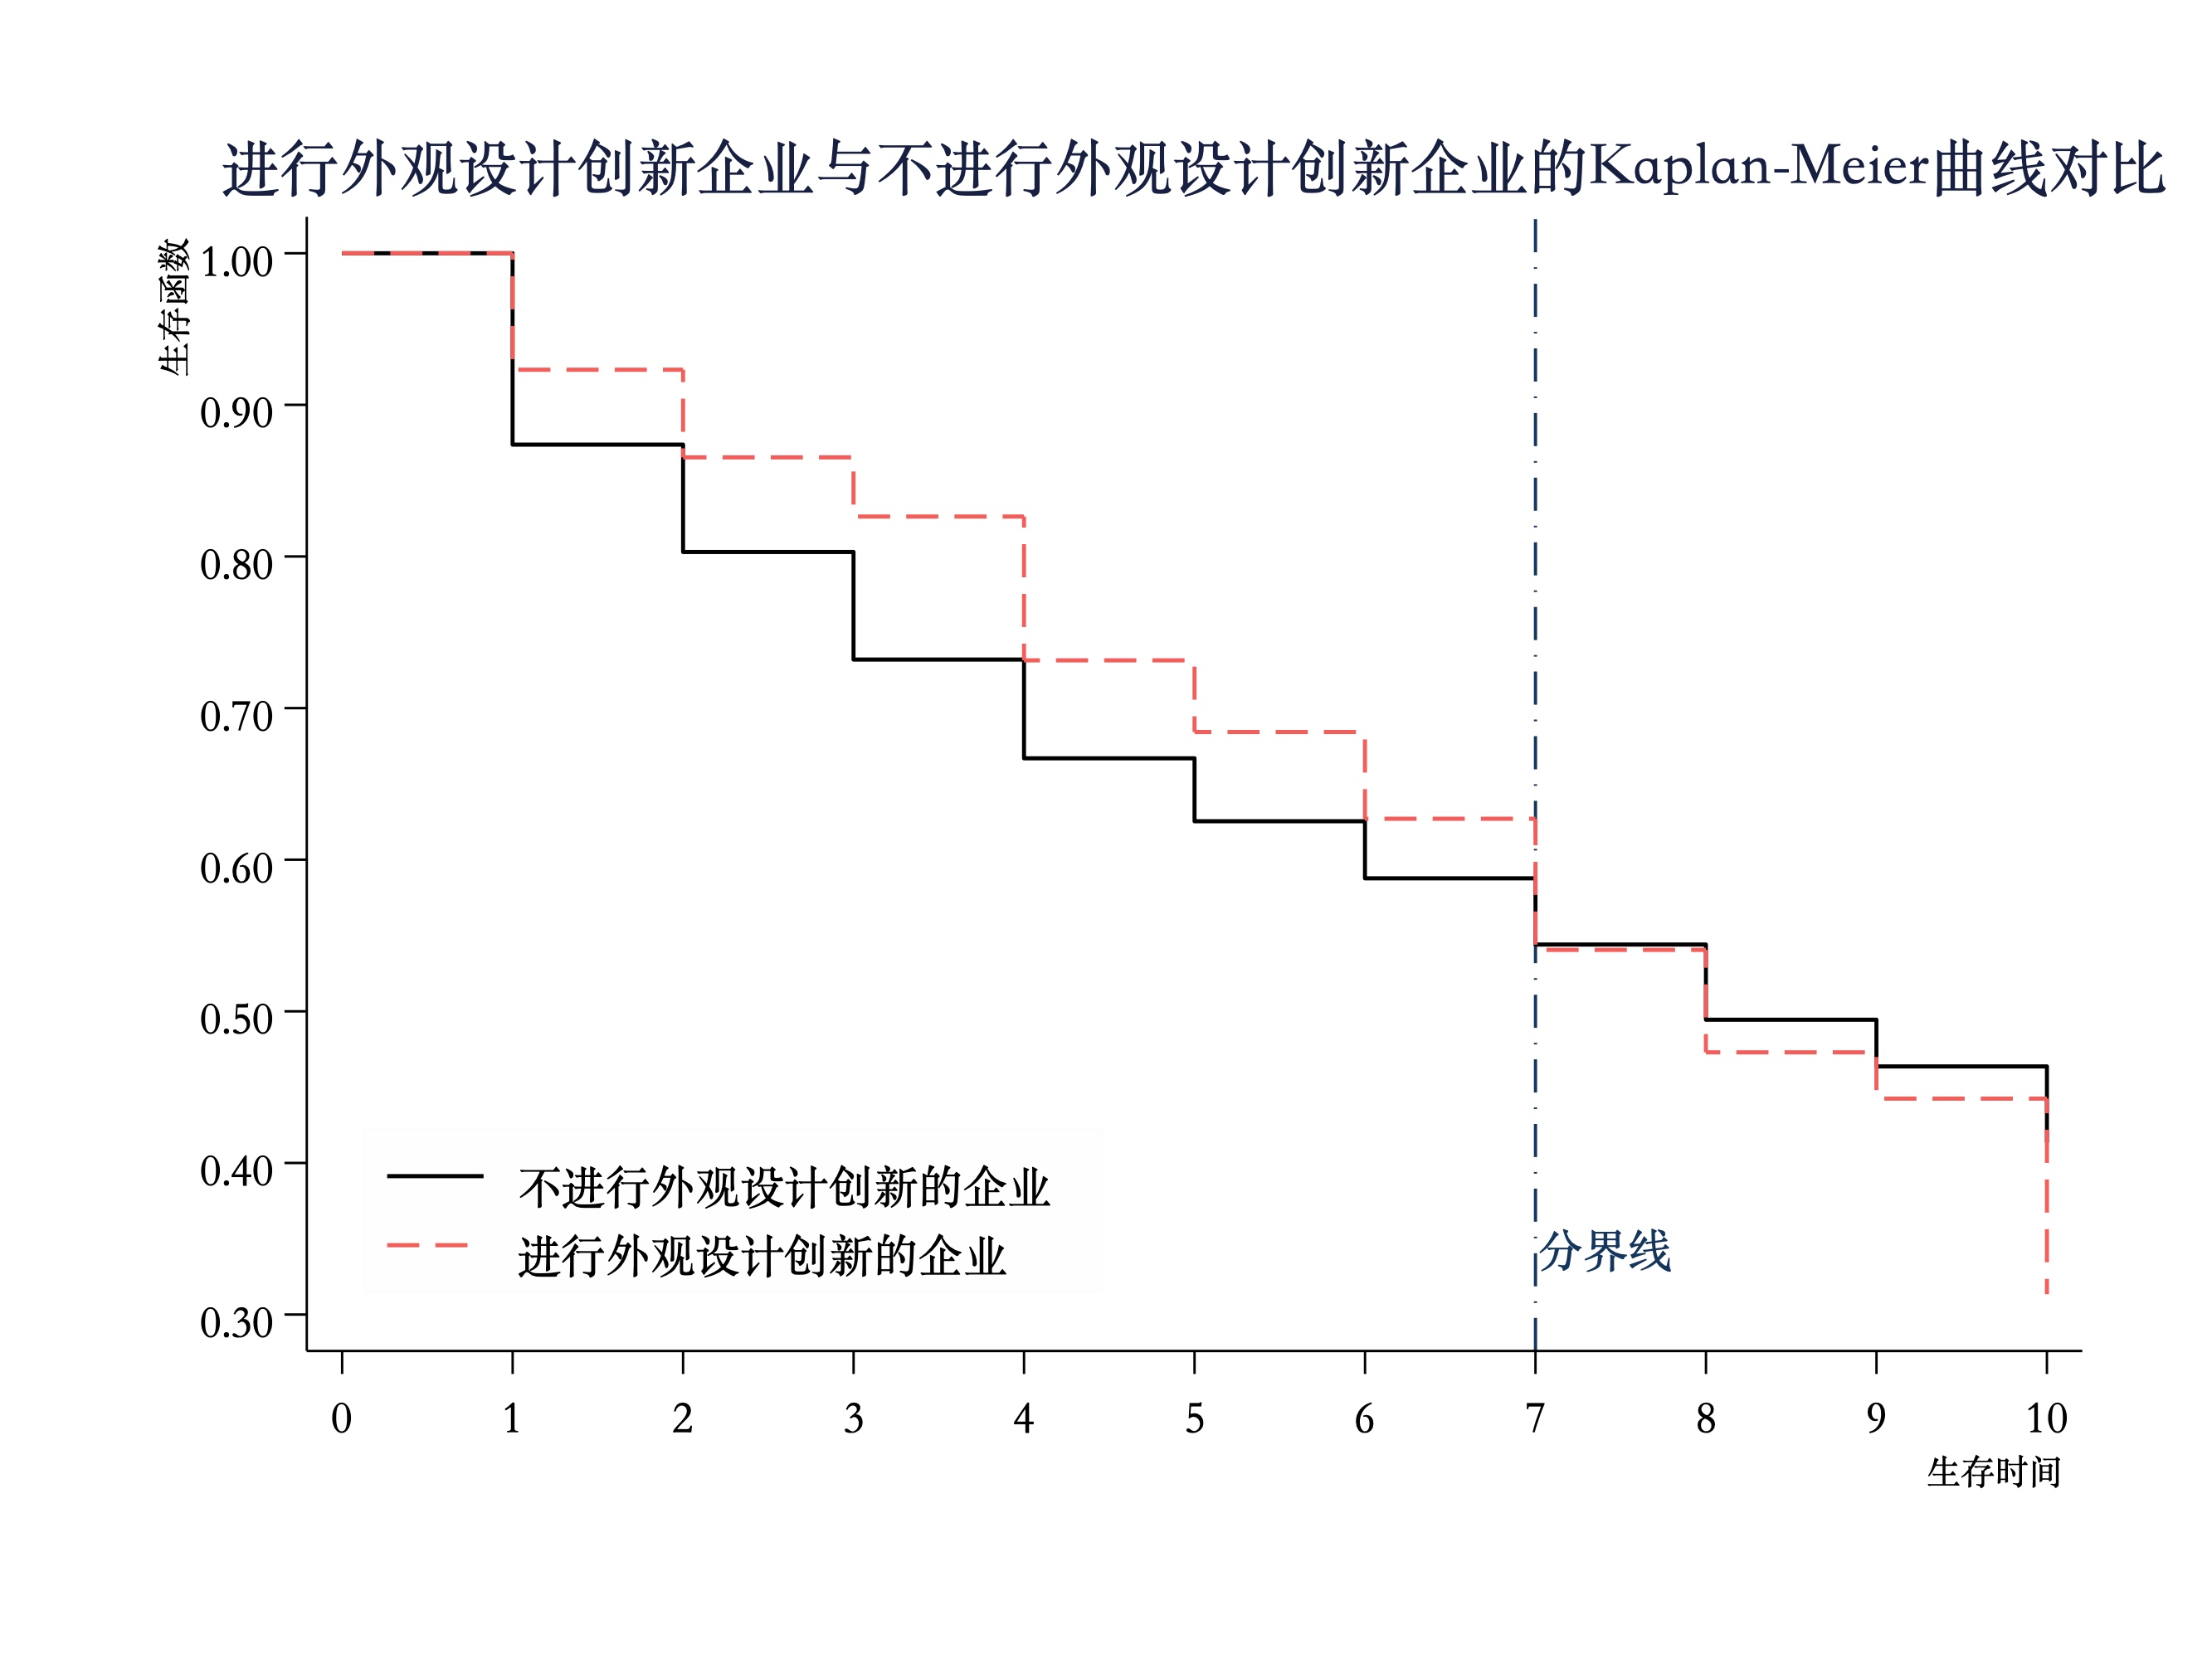 进行外观设计创新企业与不进行外观设计创新企业的Kaplan-Meier曲线对比
生存函数
1.00
0.90
0.80
0.70
0.60
0.50
0.40
0.30
不进行外观设计创新的企业
进行外观设计创新的企业
分界线
0 1 2 3 4 5 6 7 8 9 10
生存时间